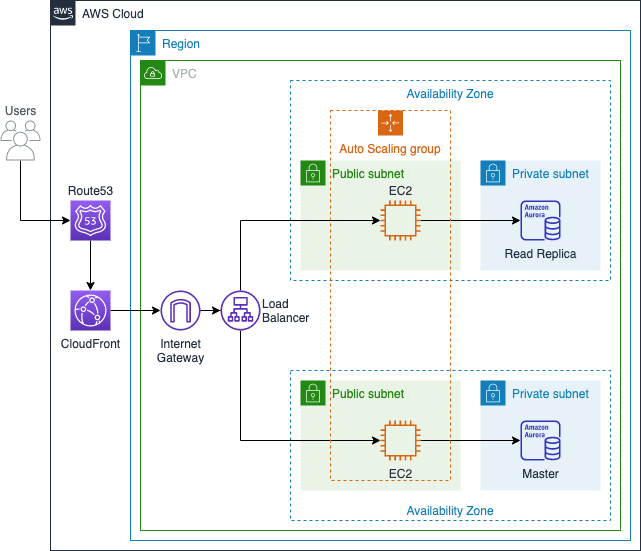 aws
AWS Cloud
Region
VPC
Availability Zone
Users
Auto Scaling group
Public subnet
Private subnet
Route53
53
EC2
Amazon
Aurora
Read Replica
CloudFront
Internet
Gateway
Load
Balancer
Public subnet
Private subnet
Amazon
Aurora
EC2
Master
Availability Zone